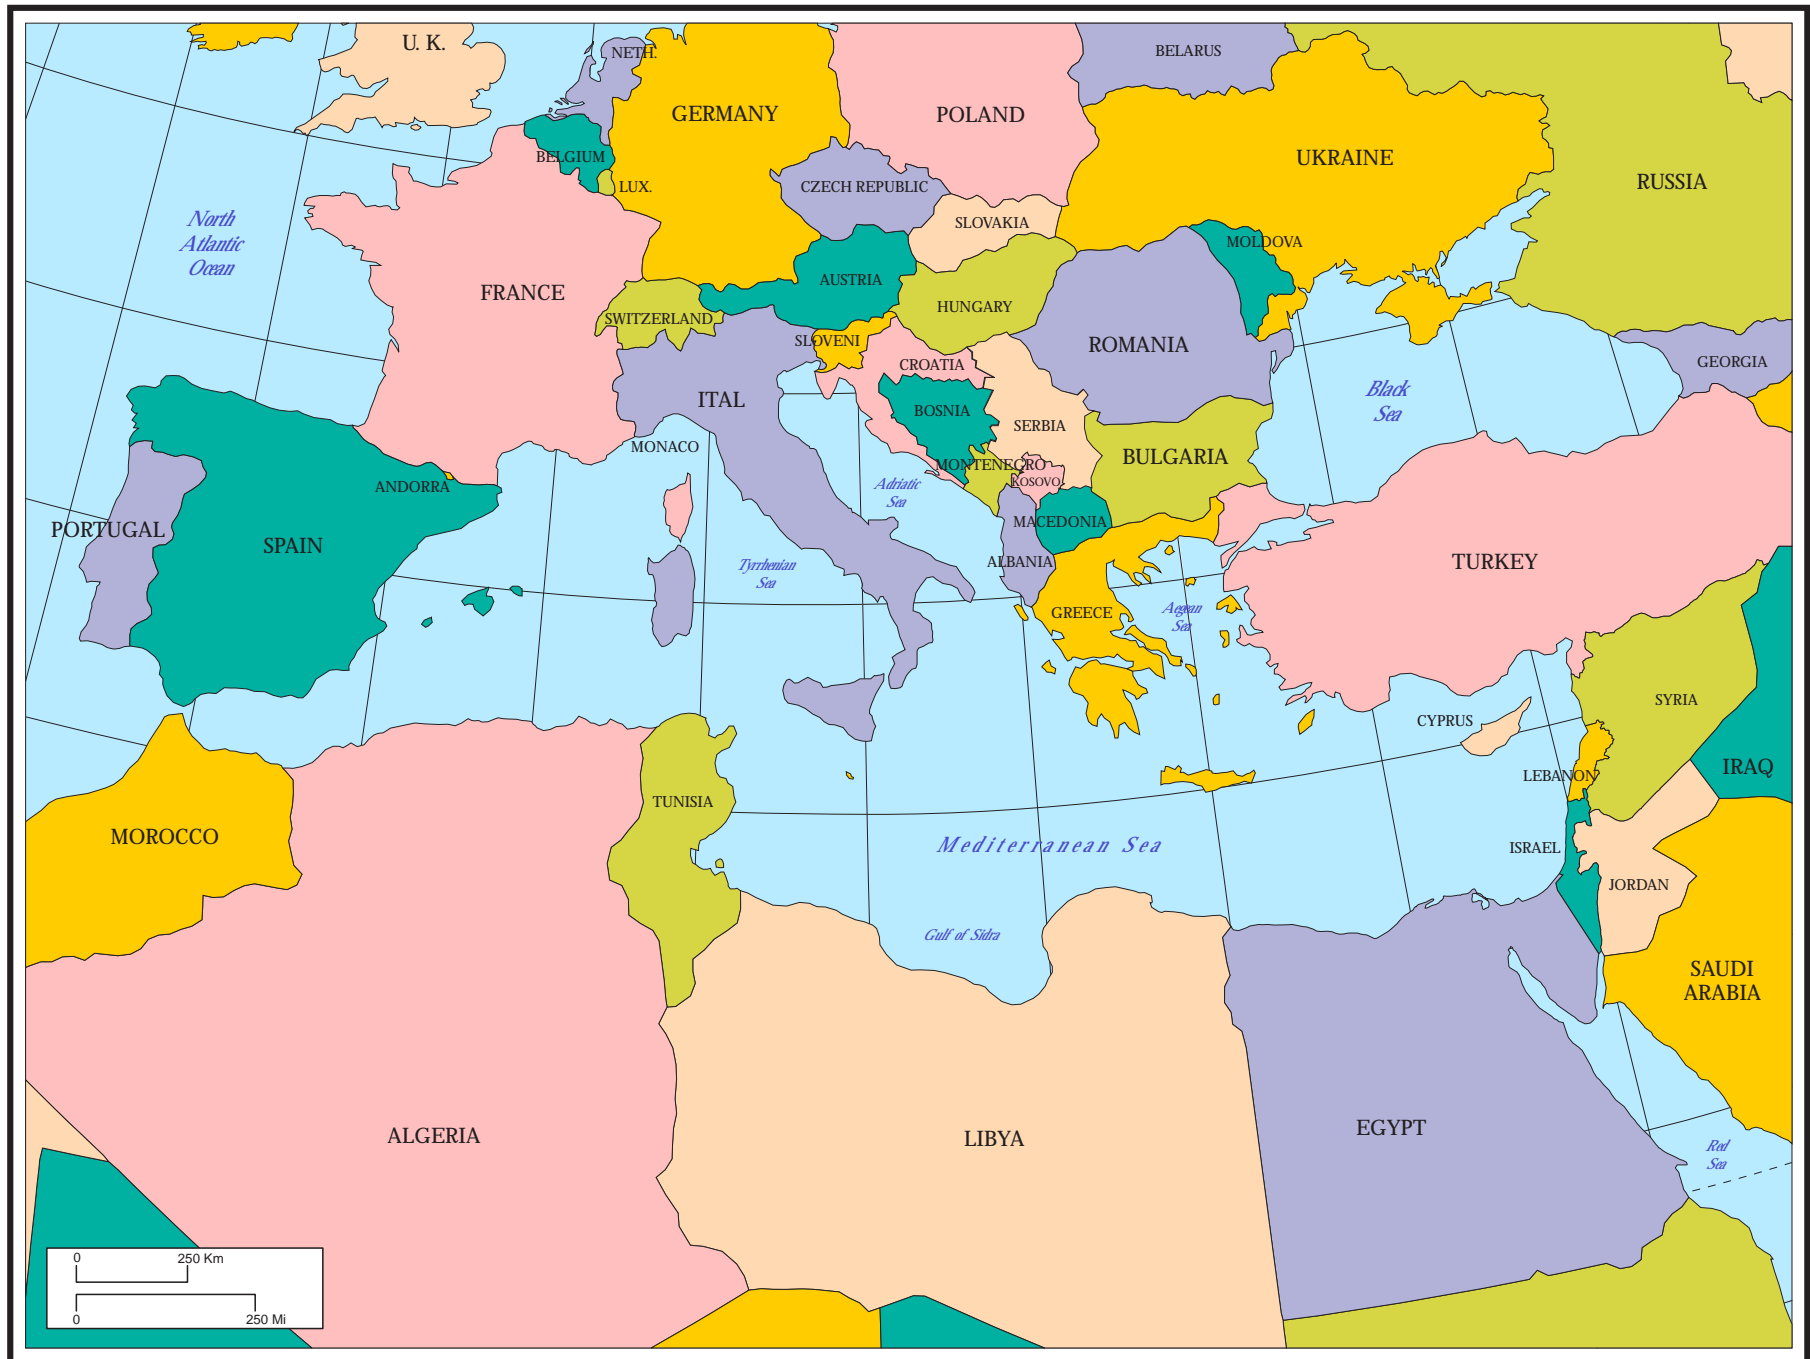 U. K.
NETH.
BELARUS
GERMANY
POLAND
BELGIUM
UKRAINE
LUX.
CZECH REPUBLIC
RUSSIA
North
Atlantic
Ocean
SLOVAKIA
MOLDOVA
AUSTRIA
FRANCE
HUNGARY
SWITZERLAND
SLOVENI
ROMANIA
CROATIA
GEORGIA
ITAL
BOSNIA
Black
Sea
SERBIA
MONACO
BULGARIA
MONTENEGRO
KOSOVO
ANDORRA
Adriatic
Sea
MACEDONIA
PORTUGAL
SPAIN
ALBANIA
TURKEY
Tyrrhenian
Sea
GREECE
Aegean
Sea
SYRIA
CYPRUS
IRAQ
LEBANON
TUNISIA
MOROCCO
Mediterranean Sea
ISRAEL
JORDAN
Gulf of Sidra
SAUDI
ARABIA
ALGERIA
LIBYA
EGYPT
Red
Sea
0 250 Km
0 250 Mi